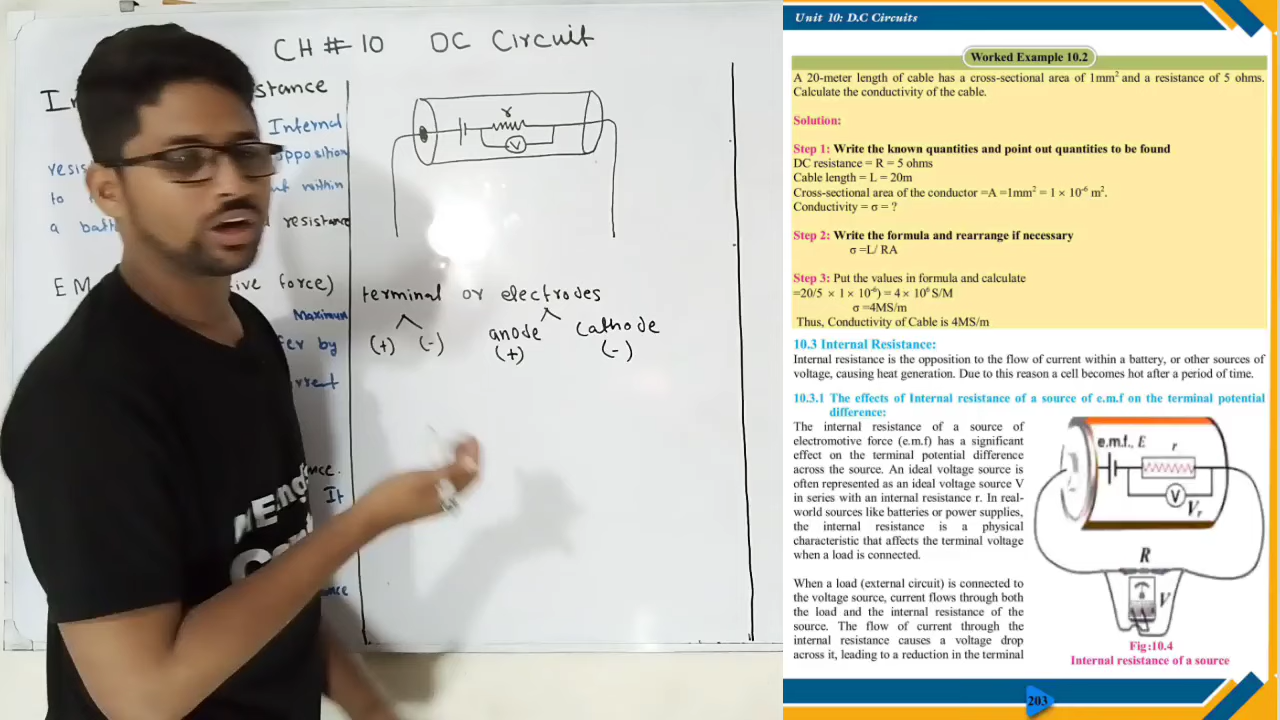 CH # 10 DC Circuit
stance
Internal
resis opposition
to t within
a batt resistance
EM tive force)
Maximum
fer by
current
nce.
It
terminal or electrodes
(+) (-) anode cathode
(+) (-)
r
V
Unit 10: D.C Circuits
Worked Example 10.2
A 20-meter length of cable has a cross-sectional area of 1mm² and a resistance of 5 ohms.
Calculate the conductivity of the cable.
Solution:
Step 1: Write the known quantities and point out quantities to be found
DC resistance = R = 5 ohms
Cable length = L = 20m
Cross-sectional area of the conductor =A =1mm² = 1 × 10⁻⁶ m².
Conductivity = σ = ?
Step 2: Write the formula and rearrange if necessary
σ =L/ RA
Step 3: Put the values in formula and calculate
=20/5 × 1 × 10⁻⁶) = 4 × 10⁶ S/M
σ =4MS/m
Thus, Conductivity of Cable is 4MS/m
10.3 Internal Resistance:
Internal resistance is the opposition to the flow of current within a battery, or other sources of
voltage, causing heat generation. Due to this reason a cell becomes hot after a period of time.
10.3.1 The effects of Internal resistance of a source of e.m.f on the terminal potential
difference:
The internal resistance of a source of
electromotive force (e.m.f) has a significant
effect on the terminal potential difference
across the source. An ideal voltage source is
often represented as an ideal voltage source V
in series with an internal resistance r. In real-
world sources like batteries or power supplies,
the internal resistance is a physical
characteristic that affects the terminal voltage
when a load is connected.
When a load (external circuit) is connected to
the voltage source, current flows through both
the load and the internal resistance of the
source. The flow of current through the
internal resistance causes a voltage drop
across it, leading to a reduction in the terminal
e.m.f., E r
V Vr
R
V
Fig:10.4
Internal resistance of a source
203